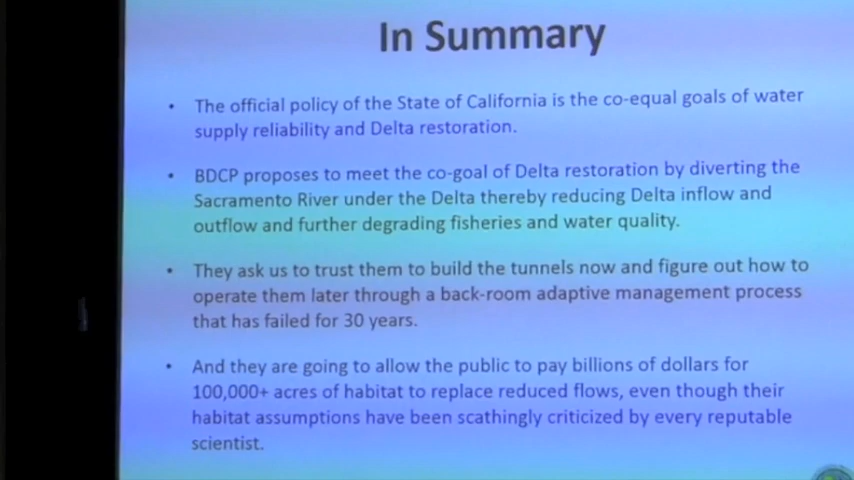 In Summary
• The official policy of the State of California is the co-equal goals of water
supply reliability and Delta restoration.
• BDCP proposes to meet the co-goal of Delta restoration by diverting the
Sacramento River under the Delta thereby reducing Delta inflow and
outflow and further degrading fisheries and water quality.
• They ask us to trust them to build the tunnels now and figure out how to
operate them later through a back-room adaptive management process
that has failed for 30 years.
• And they are going to allow the public to pay billions of dollars for
100,000+ acres of habitat to replace reduced flows, even though their
habitat assumptions have been scathingly criticized by every reputable
scientist.